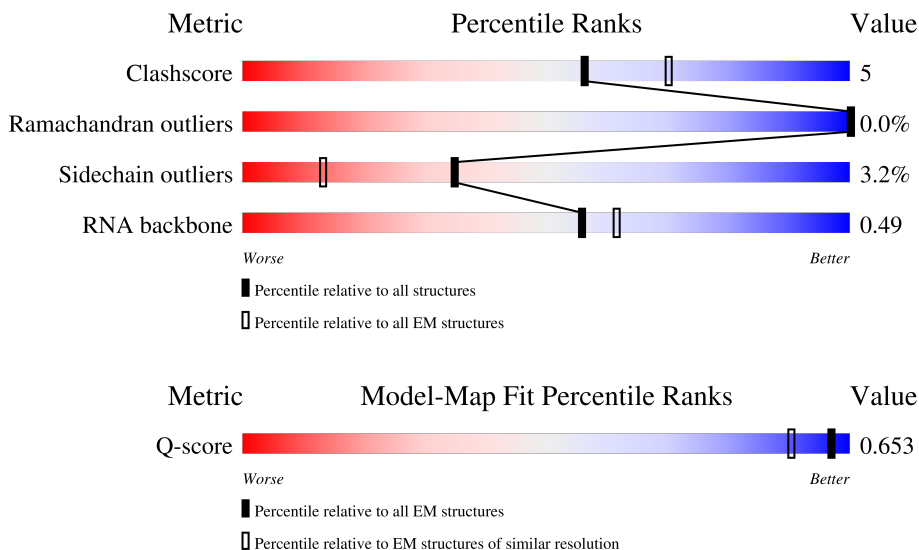 Metric Percentile Ranks Value
Clashscore 5
Ramachandran outliers 0.0%
Sidechain outliers 3.2%
RNA backbone 0.49
Worse Better
Percentile relative to all structures
Percentile relative to all EM structures
Metric Model-Map Fit Percentile Ranks Value
Q-score 0.653
Worse Better
Percentile relative to all EM structures
Percentile relative to EM structures of similar resolution